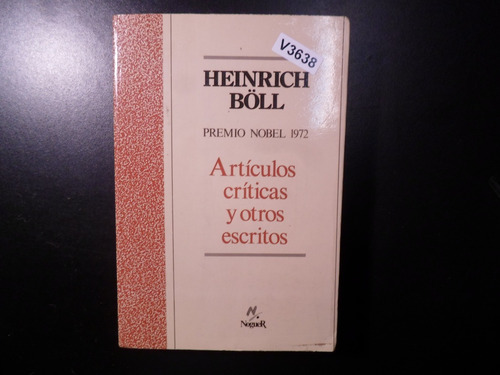 V3638
HEINRICH
BÖLL
PREMIO NOBEL 1972
Artículos
críticas
y otros
escritos
N
NogueR